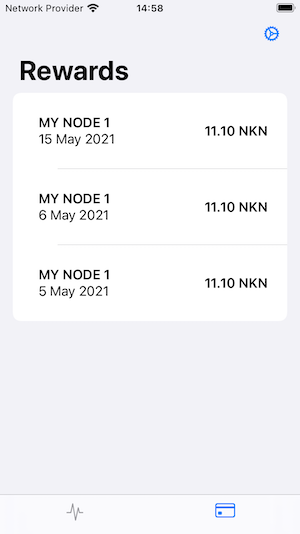 Network Provider 14:58
Rewards
MY NODE 1
15 May 2021
11.10 NKN
MY NODE 1
6 May 2021
11.10 NKN
MY NODE 1
5 May 2021
11.10 NKN